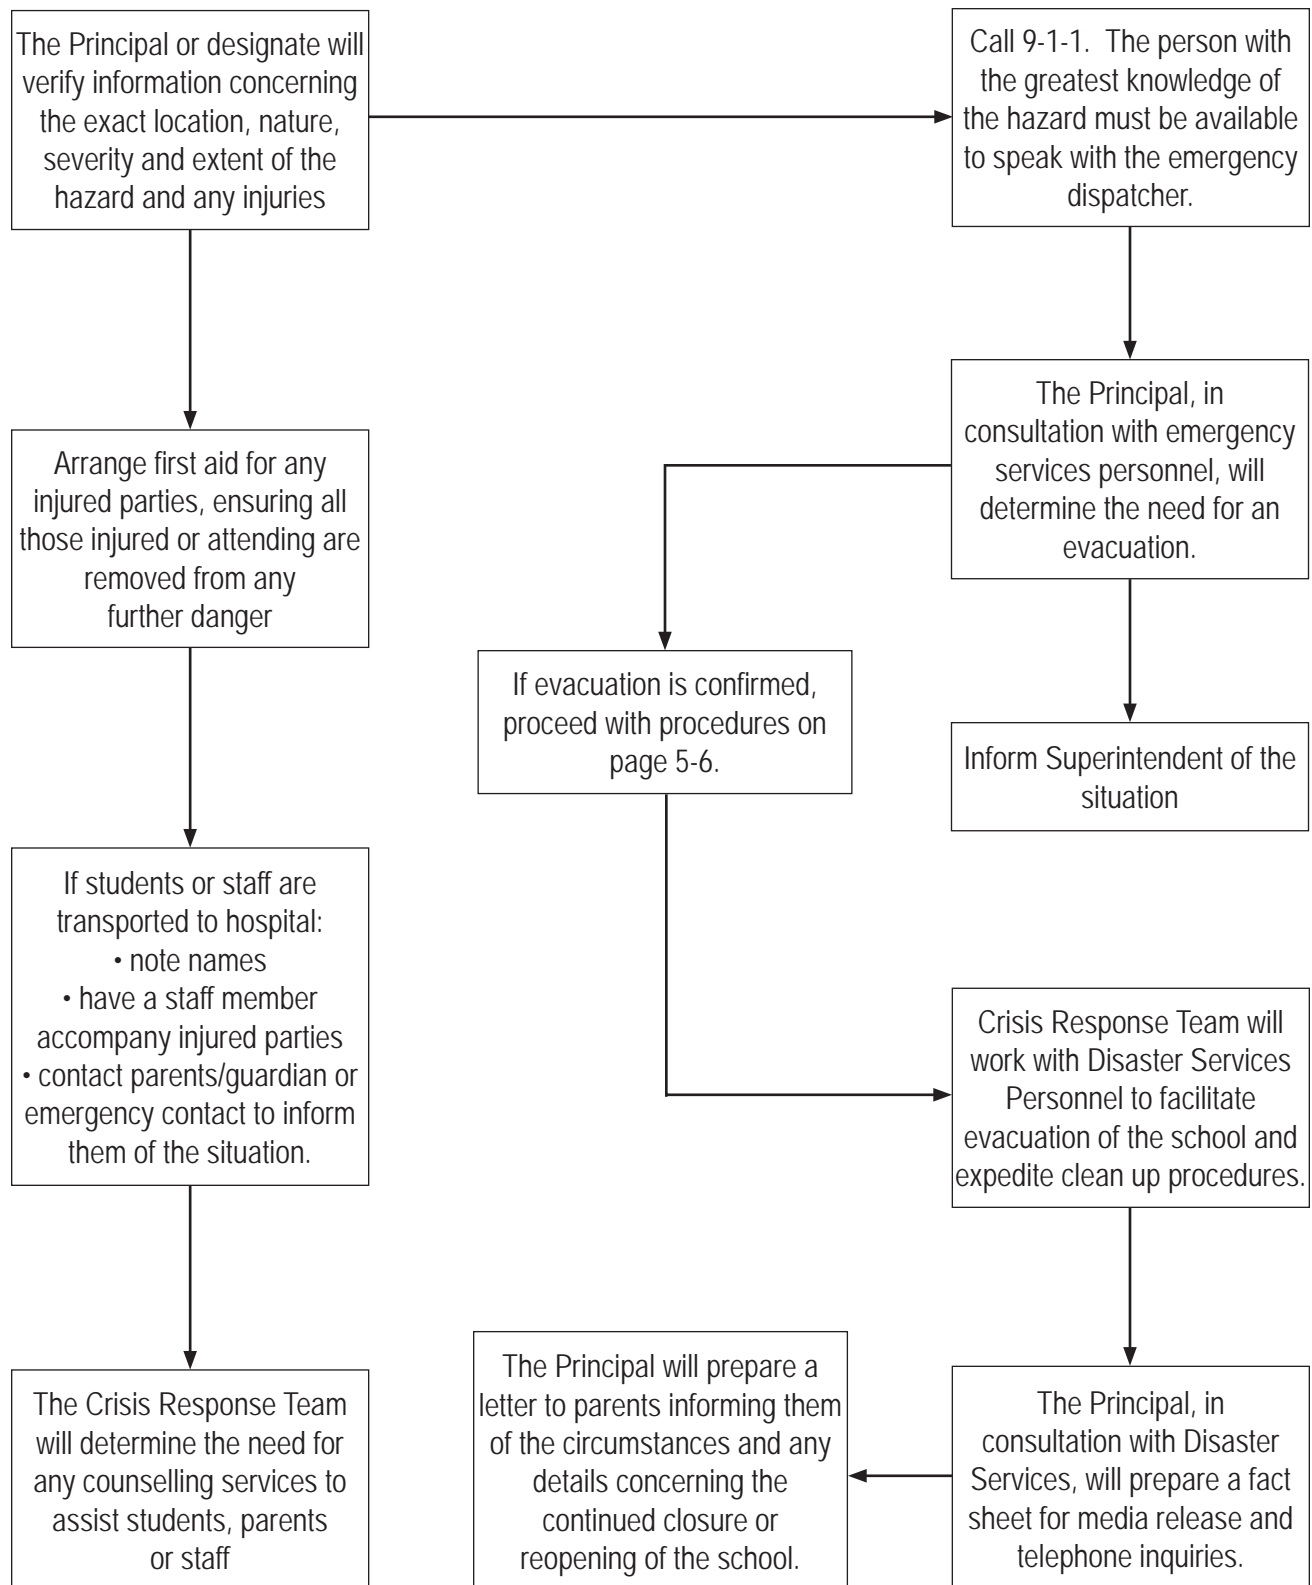 The Principal or designate will
verify information concerning
the exact location, nature,
severity and extent of the
hazard and any injuries
Call 9-1-1.  The person with
the greatest knowledge of
the hazard must be available
to speak with the emergency
dispatcher.
The Principal, in
consultation with emergency
services personnel, will
determine the need for an
evacuation.
Arrange first aid for any
injured parties, ensuring all
those injured or attending are
removed from any
further danger
If evacuation is confirmed,
proceed with procedures on
page 5-6.
Inform Superintendent of the
situation
If students or staff are
transported to hospital:
• note names
• have a staff member
accompany injured parties
• contact parents/guardian or
emergency contact to inform
them of the situation.
Crisis Response Team will
work with Disaster Services
Personnel to facilitate
evacuation of the school and
expedite clean up procedures.
The Crisis Response Team
will determine the need for
any counselling services to
assist students, parents
or staff
The Principal will prepare a
letter to parents informing them
of the circumstances and any
details concerning the
continued closure or
reopening of the school.
The Principal, in
consultation with Disaster
Services, will prepare a fact
sheet for media release and
telephone inquiries.